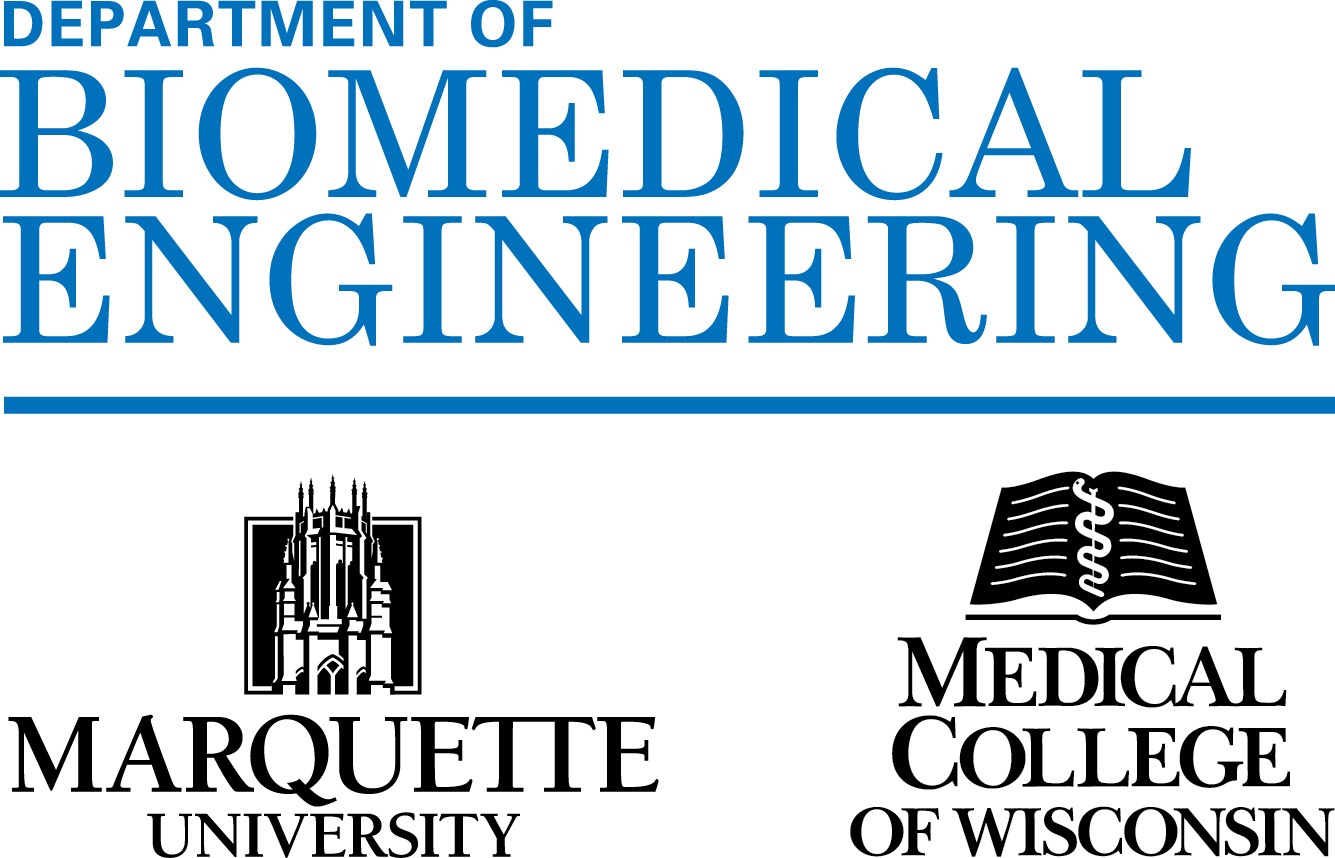 DEPARTMENT OF
BIOMEDICAL
ENGINEERING
MARQUETTE
UNIVERSITY
MEDICAL
COLLEGE
OF WISCONSIN